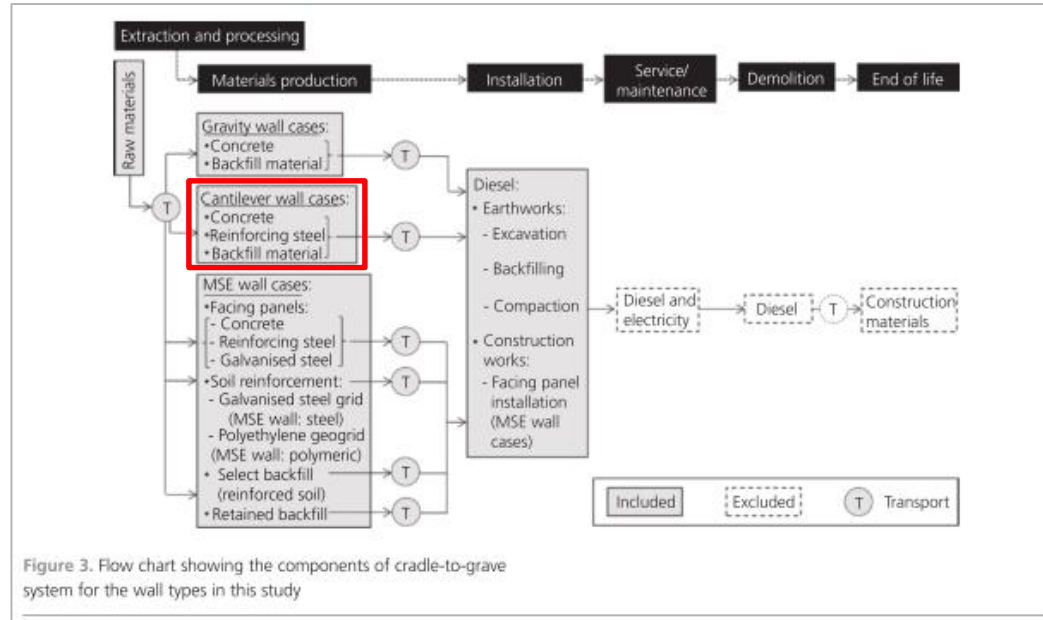 Extraction and processing
Materials production
Installation
Service/
maintenance
Demolition
End of life
Raw materials
T
Gravity wall cases:
•Concrete
•Backfill material
T
Cantilever wall cases:
•Concrete
•Reinforcing steel
•Backfill material
T
MSE wall cases:
•Facing panels:
- Concrete
- Reinforcing steel
- Galvanised steel
T
•Soil reinforcement:
T
- Galvanised steel grid
(MSE wall: steel)
- Polyethylene geogrid
(MSE wall: polymeric)
• Select backfill
(reinforced soil)
T
•Retained backfill
T
Diesel:
• Earthworks:
- Excavation
- Backfilling
- Compaction
• Construction
works:
- Facing panel
installation
(MSE wall
cases)
Diesel and
electricity
Diesel
T
Construction
materials
Included
Excluded
T
Transport
Figure 3. Flow chart showing the components of cradle-to-grave
system for the wall types in this study